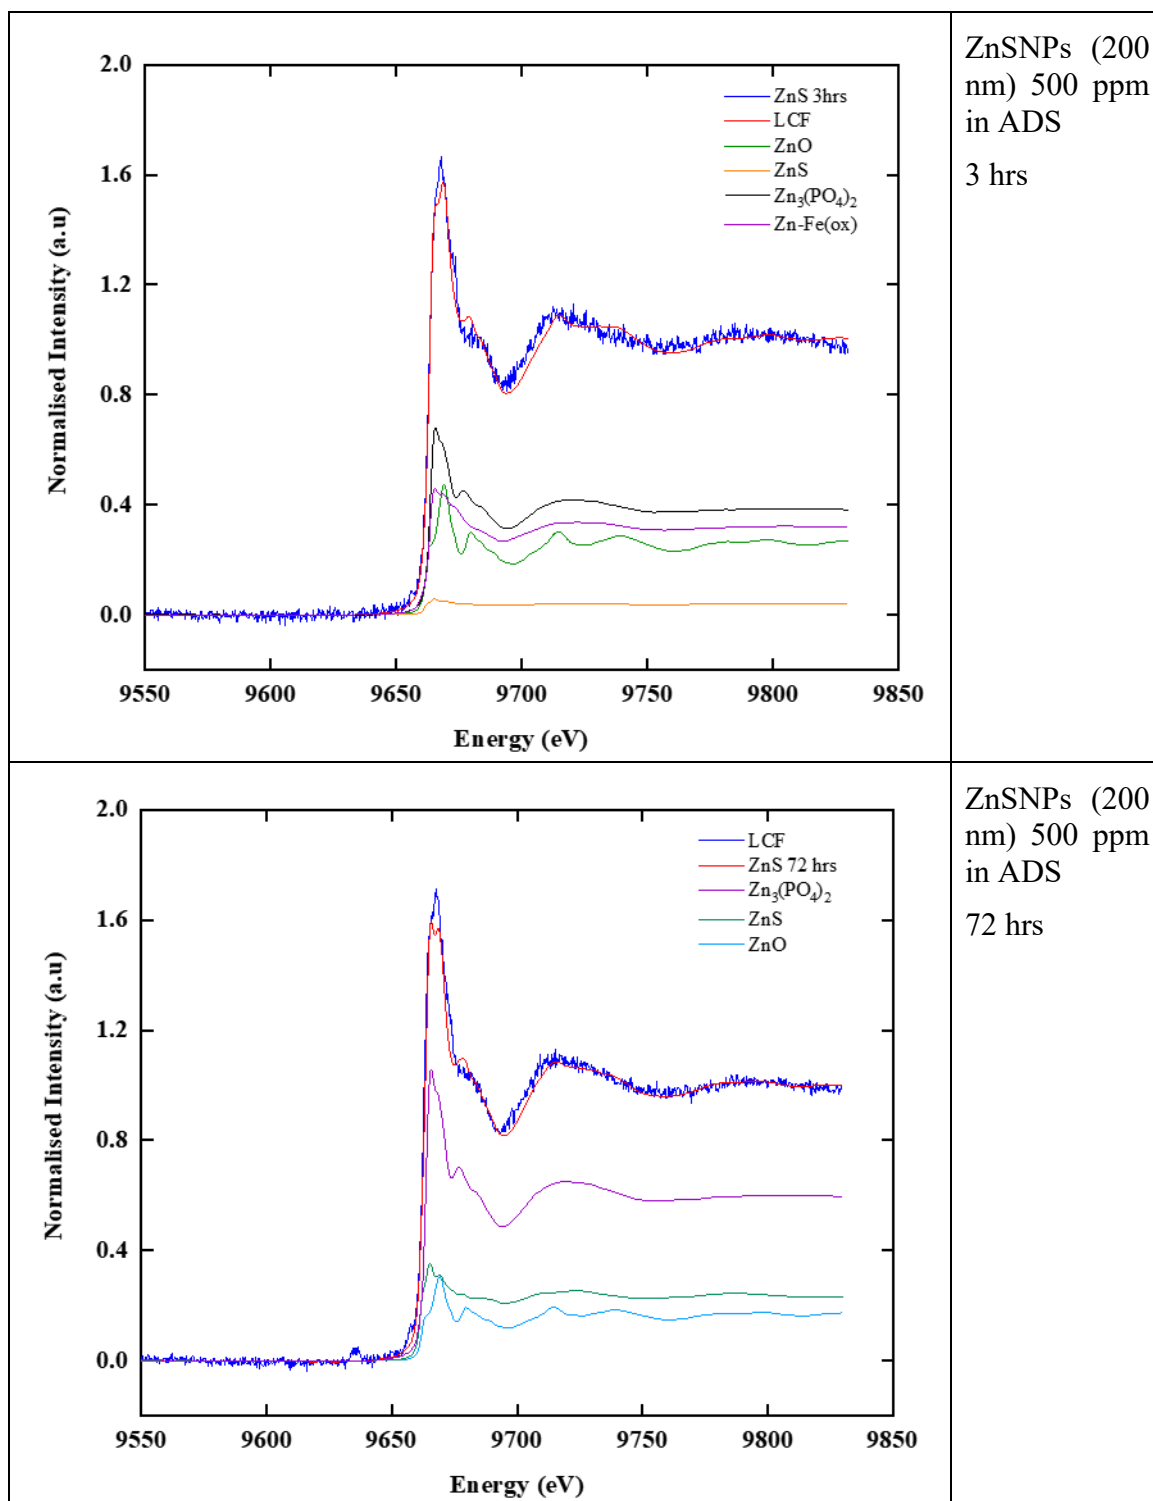 2.0
1.6
1.2
0.8
0.4
0.0
Normalised Intensity (a.u)
ZnS 3hrs
LCF
ZnO
ZnS
Zn₃(PO₄)₂
Zn-Fe(ox)
9550 9600 9650 9700 9750 9800 9850
Energy (eV)
ZnSNPs (200
nm) 500 ppm
in ADS
3 hrs
2.0
1.6
1.2
0.8
0.4
0.0
Normalised Intensity (a.u)
LCF
ZnS 72 hrs
Zn₃(PO₄)₂
ZnS
ZnO
9550 9600 9650 9700 9750 9800 9850
Energy (eV)
ZnSNPs (200
nm) 500 ppm
in ADS
72 hrs